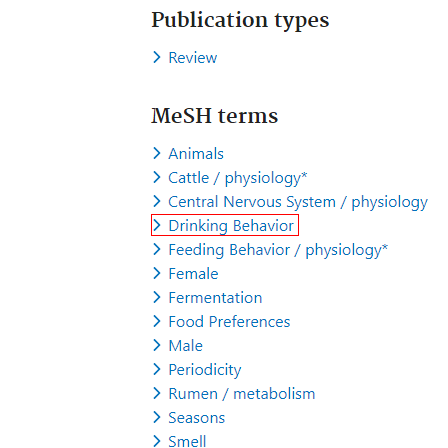 Publication types
Review
MeSH terms
Animals
Cattle / physiology*
Central Nervous System / physiology
Drinking Behavior
Feeding Behavior / physiology*
Female
Fermentation
Food Preferences
Male
Periodicity
Rumen / metabolism
Seasons
Smell